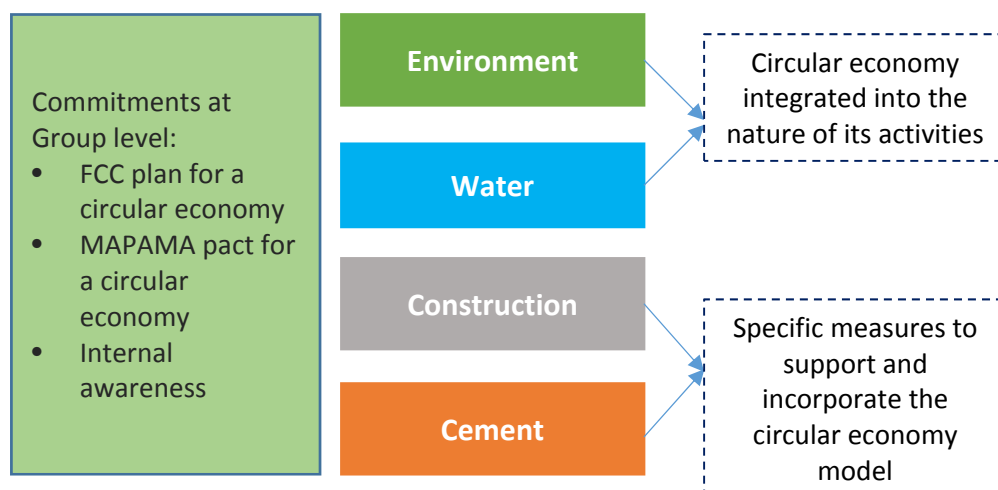 Commitments at
Group level:
• FCC plan for a
circular economy
• MAPAMA pact for
a circular
economy
• Internal
awareness
Environment
Water
Construction
Cement
Circular economy
integrated into the
nature of its activities
Specific measures to
support and
incorporate the
circular economy
model